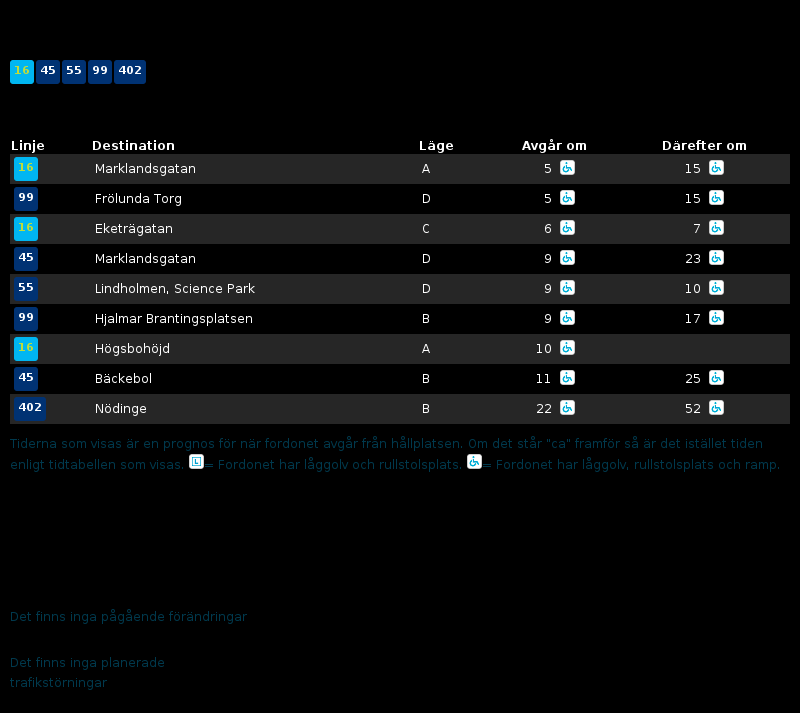 16 45 55 99 402
Linje Destination Läge Avgår om Därefter om
16 Marklandsgatan A 5 15
99 Frölunda Torg D 5 15
16 Eketrägatan C 6 7
45 Marklandsgatan D 9 23
55 Lindholmen, Science Park D 9 10
99 Hjalmar Brantingsplatsen B 9 17
16 Högsbohöjd A 10
45 Bäckebol B 11 25
402 Nödinge B 22 52
Tiderna som visas är en prognos för när fordonet avgår från hållplatsen. Om det står "ca" framför så är det istället tiden
enligt tidtabellen som visas. L = Fordonet har låggolv och rullstolsplats. = Fordonet har låggolv, rullstolsplats och ramp.
Det finns inga pågående förändringar
Det finns inga planerade
trafikstörningar